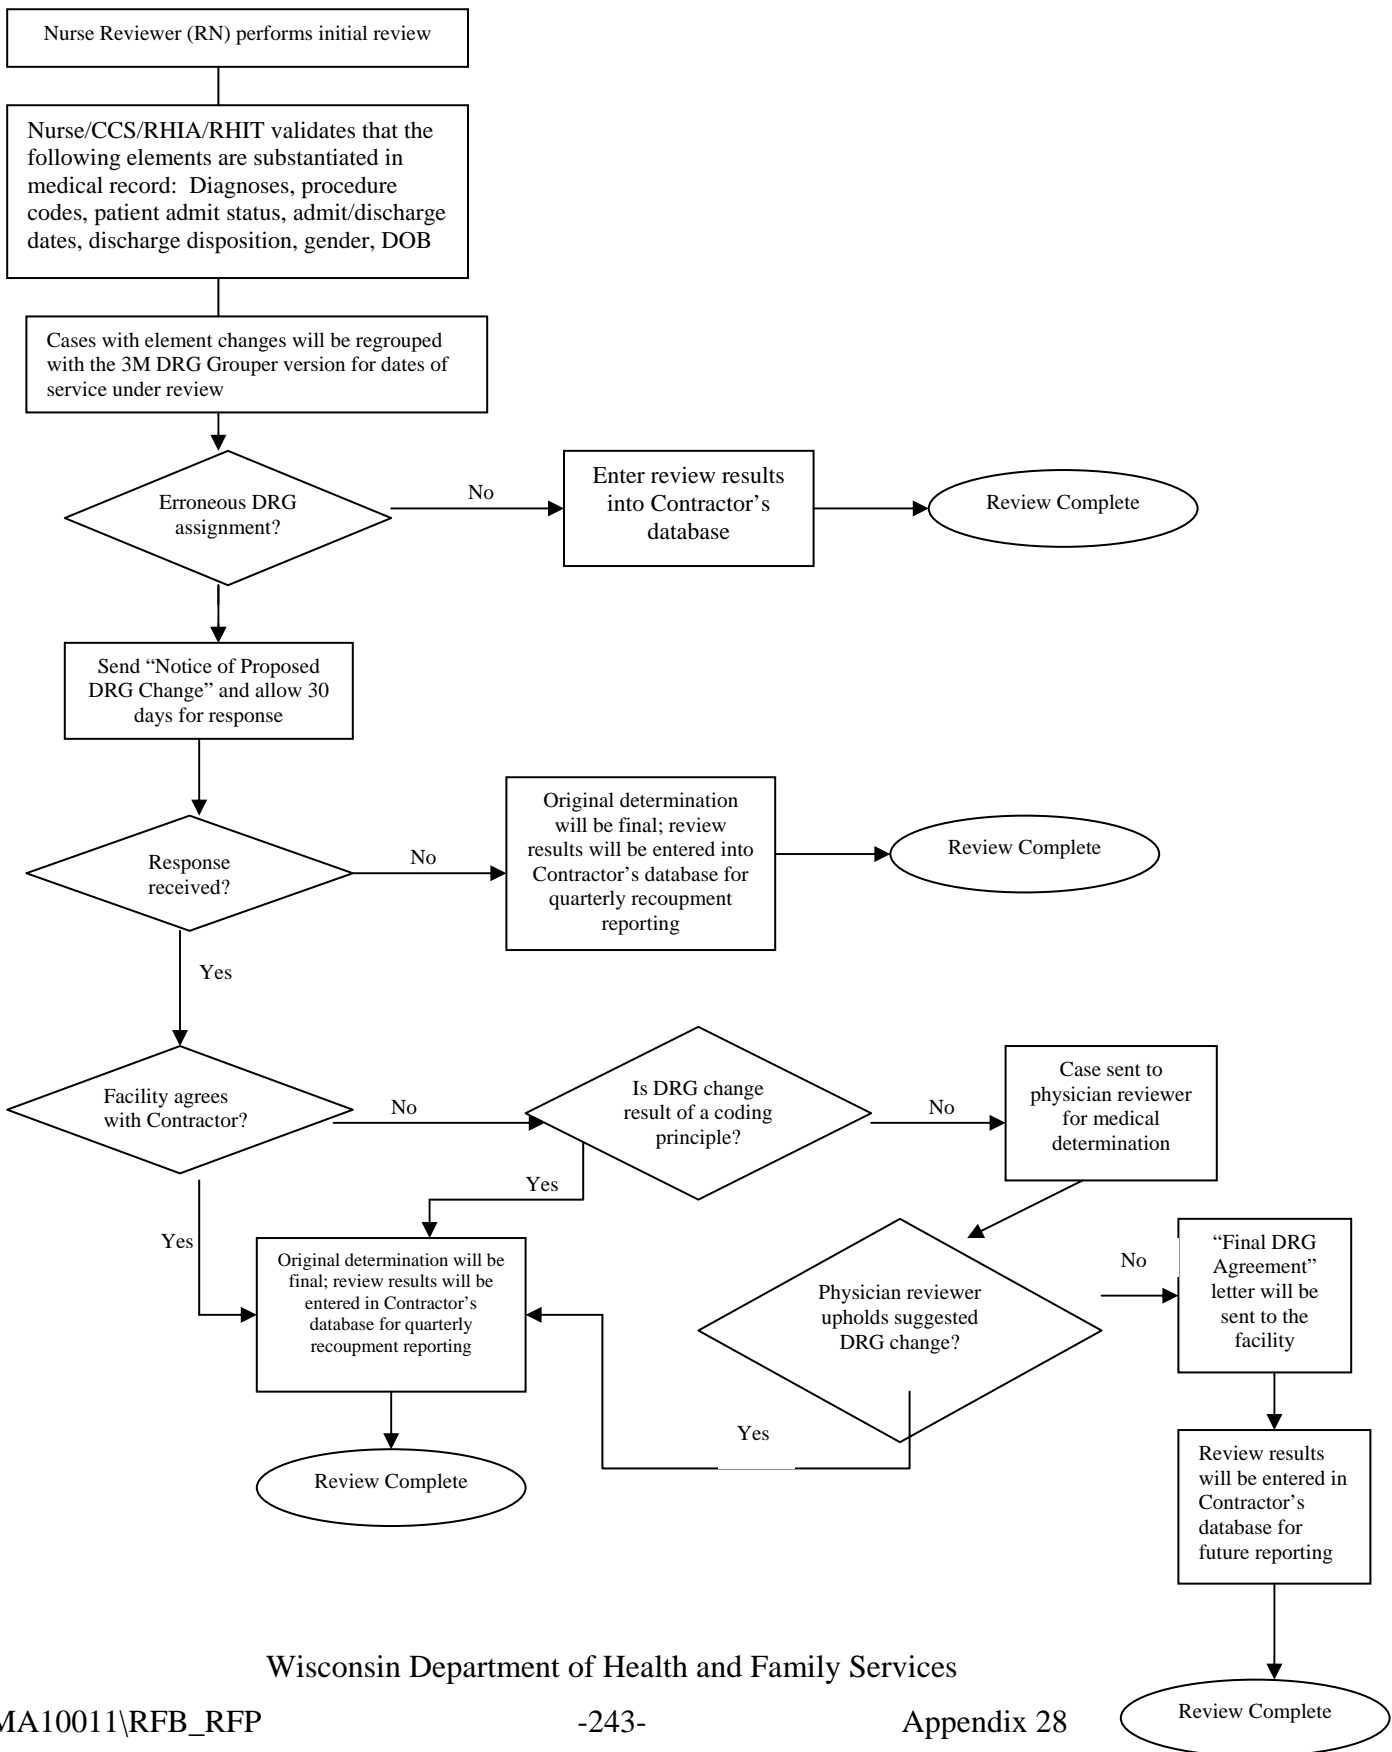 Nurse Reviewer (RN) performs initial review
Nurse/CCS/RHIA/RHIT validates that the
following elements are substantiated in
medical record:  Diagnoses, procedure
codes, patient admit status, admit/discharge
dates, discharge disposition, gender, DOB
Cases with element changes will be regrouped
with the 3M DRG Grouper version for dates of
service under review
Erroneous DRG
assignment?
No
Enter review results
into Contractor’s
database
Review Complete
Send “Notice of Proposed
DRG Change” and allow 30
days for response
Response
received?
No
Original determination
will be final; review
results will be entered into
Contractor’s database for
quarterly recoupment
reporting
Review Complete
Yes
Facility agrees
with Contractor?
No
Is DRG change
result of a coding
principle?
No
Case sent to
physician reviewer
for medical
determination
Yes
Yes
Original determination will be
final; review results will be
entered in Contractor’s
database for quarterly
recoupment reporting
Physician reviewer
upholds suggested
DRG change?
No
“Final DRG
Agreement”
letter will be
sent to the
facility
Yes
Review Complete
Review results
will be entered in
Contractor’s
database for
future reporting
Review Complete
Wisconsin Department of Health and Family Services
MA10011\RFB_RFP
-243-
Appendix 28